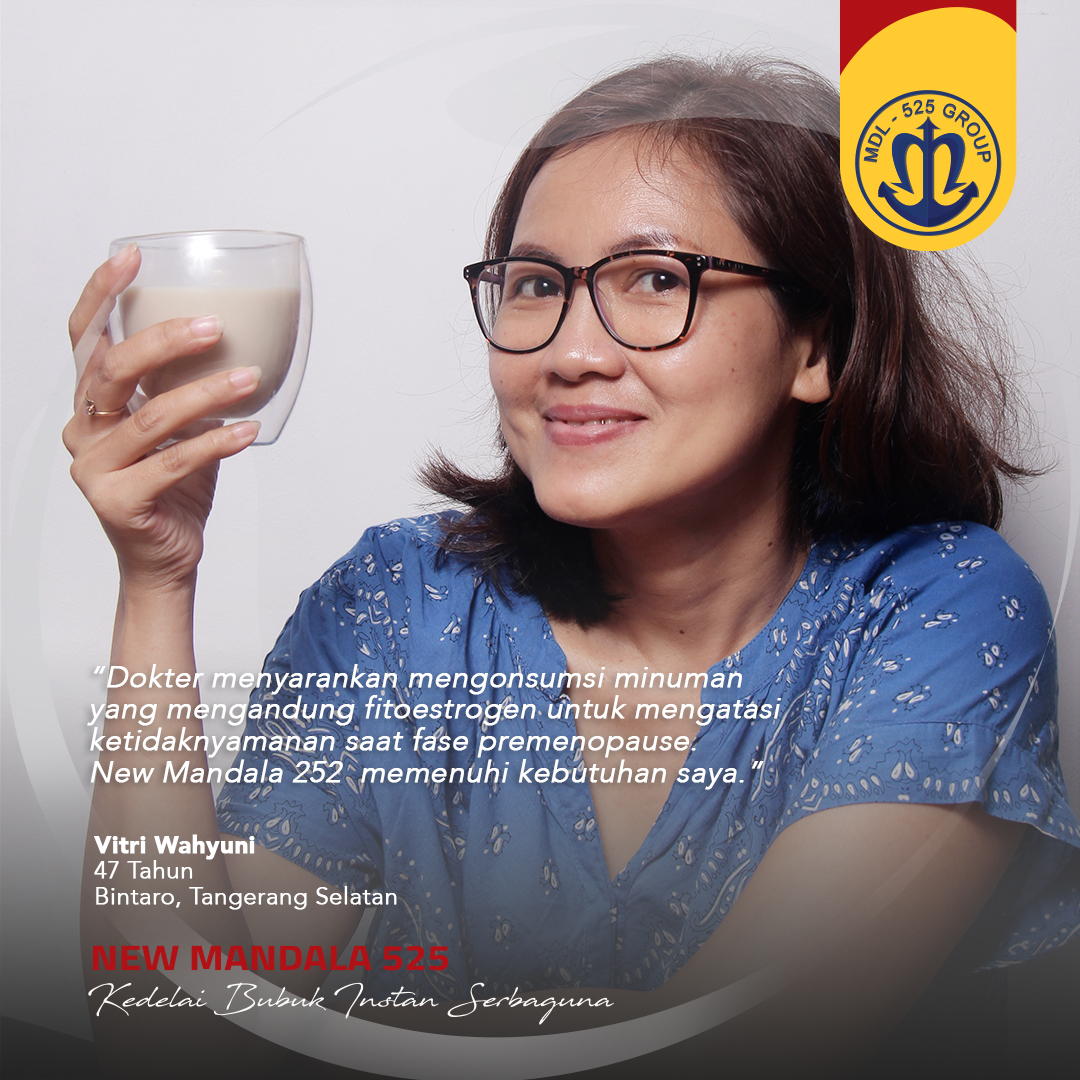 MDL - 525 GROUP
“Dokter menyarankan mengonsumsi minuman
yang mengandung fitoestrogen untuk mengatasi
ketidaknyamanan saat fase premenopause.
New Mandala 252 memenuhi kebutuhan saya.”
Vitri Wahyuni
47 Tahun
Bintaro, Tangerang Selatan
NEW MANDALA 525
Kedelai Bubuk Instan Serbaguna